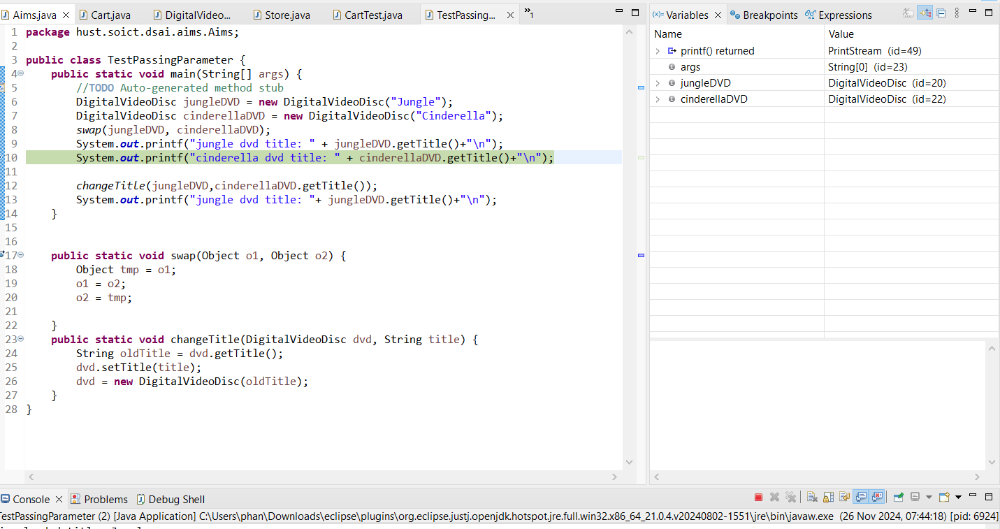 Aims.java Cart.java DigitalVideo... Store.java CartTest.java TestPassing... »1
1 package hust.soict.dsai.aims.Aims;
2
3 public class TestPassingParameter {
4 public static void main(String[] args) {
5 //TODO Auto-generated method stub
6 DigitalVideoDisc jungleDVD = new DigitalVideoDisc("Jungle");
7 DigitalVideoDisc cinderellaDVD = new DigitalVideoDisc("Cinderella");
8 swap(jungleDVD, cinderellaDVD);
9 System.out.printf("jungle dvd title: " + jungleDVD.getTitle()+"\n");
10 System.out.printf("cinderella dvd title: " + cinderellaDVD.getTitle()+"\n");
11
12 changeTitle(jungleDVD,cinderellaDVD.getTitle());
13 System.out.printf("jungle dvd title: "+ jungleDVD.getTitle()+"\n");
14 }
15
16
17 public static void swap(Object o1, Object o2) {
18 Object tmp = o1;
19 o1 = o2;
20 o2 = tmp;
21
22 }
23 public static void changeTitle(DigitalVideoDisc dvd, String title) {
24 String oldTitle = dvd.getTitle();
25 dvd.setTitle(title);
26 dvd = new DigitalVideoDisc(oldTitle);
27 }
28 }
(x)= Variables Breakpoints Expressions
Name Value
printf() returned PrintStream (id=49)
args String[0] (id=23)
jungleDVD DigitalVideoDisc (id=20)
cinderellaDVD DigitalVideoDisc (id=22)
Console Problems Debug Shell
TestPassingParameter (2) [Java Application] C:\Users\phan\Downloads\eclipse\plugins\org.eclipse.justj.openjdk.hotspot.jre.full.win32.x86_64_21.0.4.v20240802-1551\jre\bin\javaw.exe (26 Nov 2024, 07:44:18) [pid: 6924]